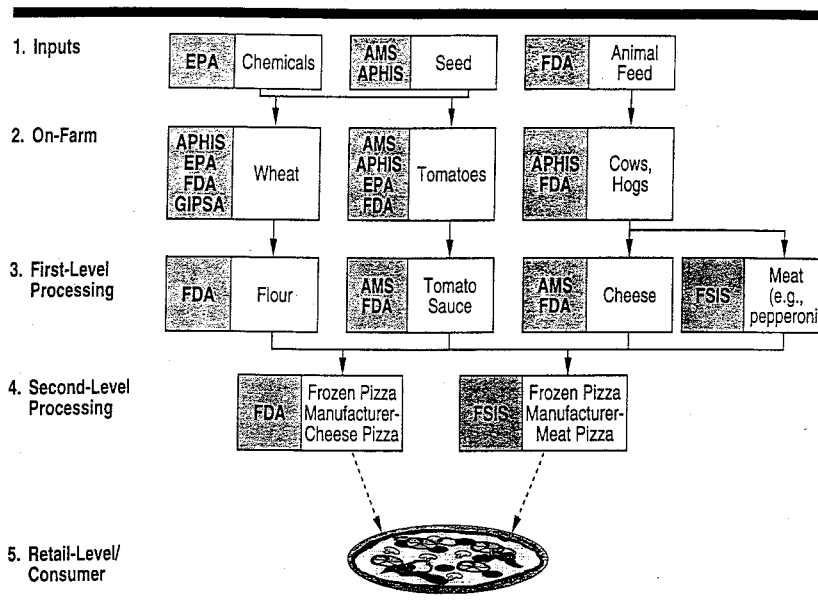 1. Inputs
EPA
Chemicals
AMS
APHIS
Seed
FDA
Animal
Feed
2. On-Farm
APHIS
EPA
FDA
GIPSA
Wheat
AMS
APHIS
EPA
FDA
Tomatoes
APHIS
FDA
Cows,
Hogs
3. First-Level
Processing
FDA
Flour
AMS
FDA
Tomato
Sauce
AMS
FDA
Cheese
FSIS
Meat
(e.g.,
pepperoni
4. Second-Level
Processing
FDA
Frozen Pizza
Manufacturer-
Cheese Pizza
FSIS
Frozen Pizza
Manufacturer-
Meat Pizza
5. Retail-Level/
Consumer